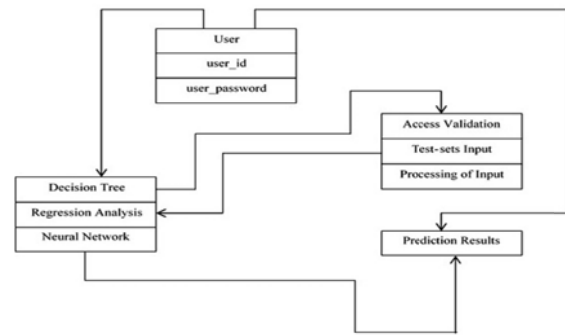 User
user_id
user_password
Access Validation
Test-sets Input
Processing of Input
Decision Tree
Regression Analysis
Neural Network
Prediction Results